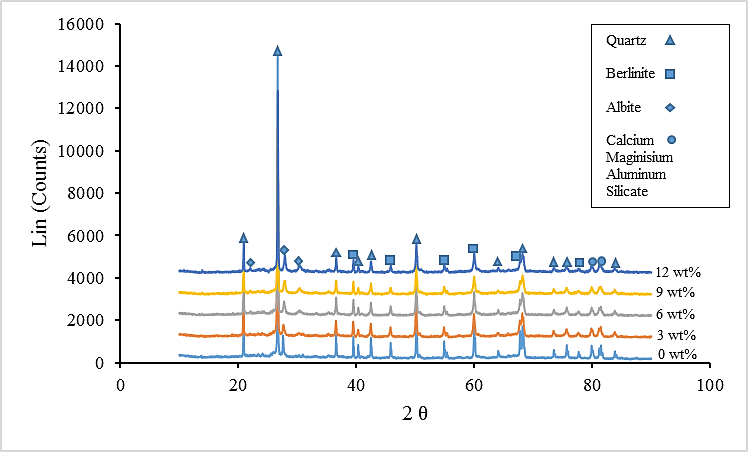 16000
14000
12000
10000
8000
6000
4000
2000
0
Lin (Counts)
0 20 40 60 80 100
2 θ
12 wt%
9 wt%
6 wt%
3 wt%
0 wt%
Quartz
Berlinite
Albite
Calcium
Maginisium
Aluminum
Silicate